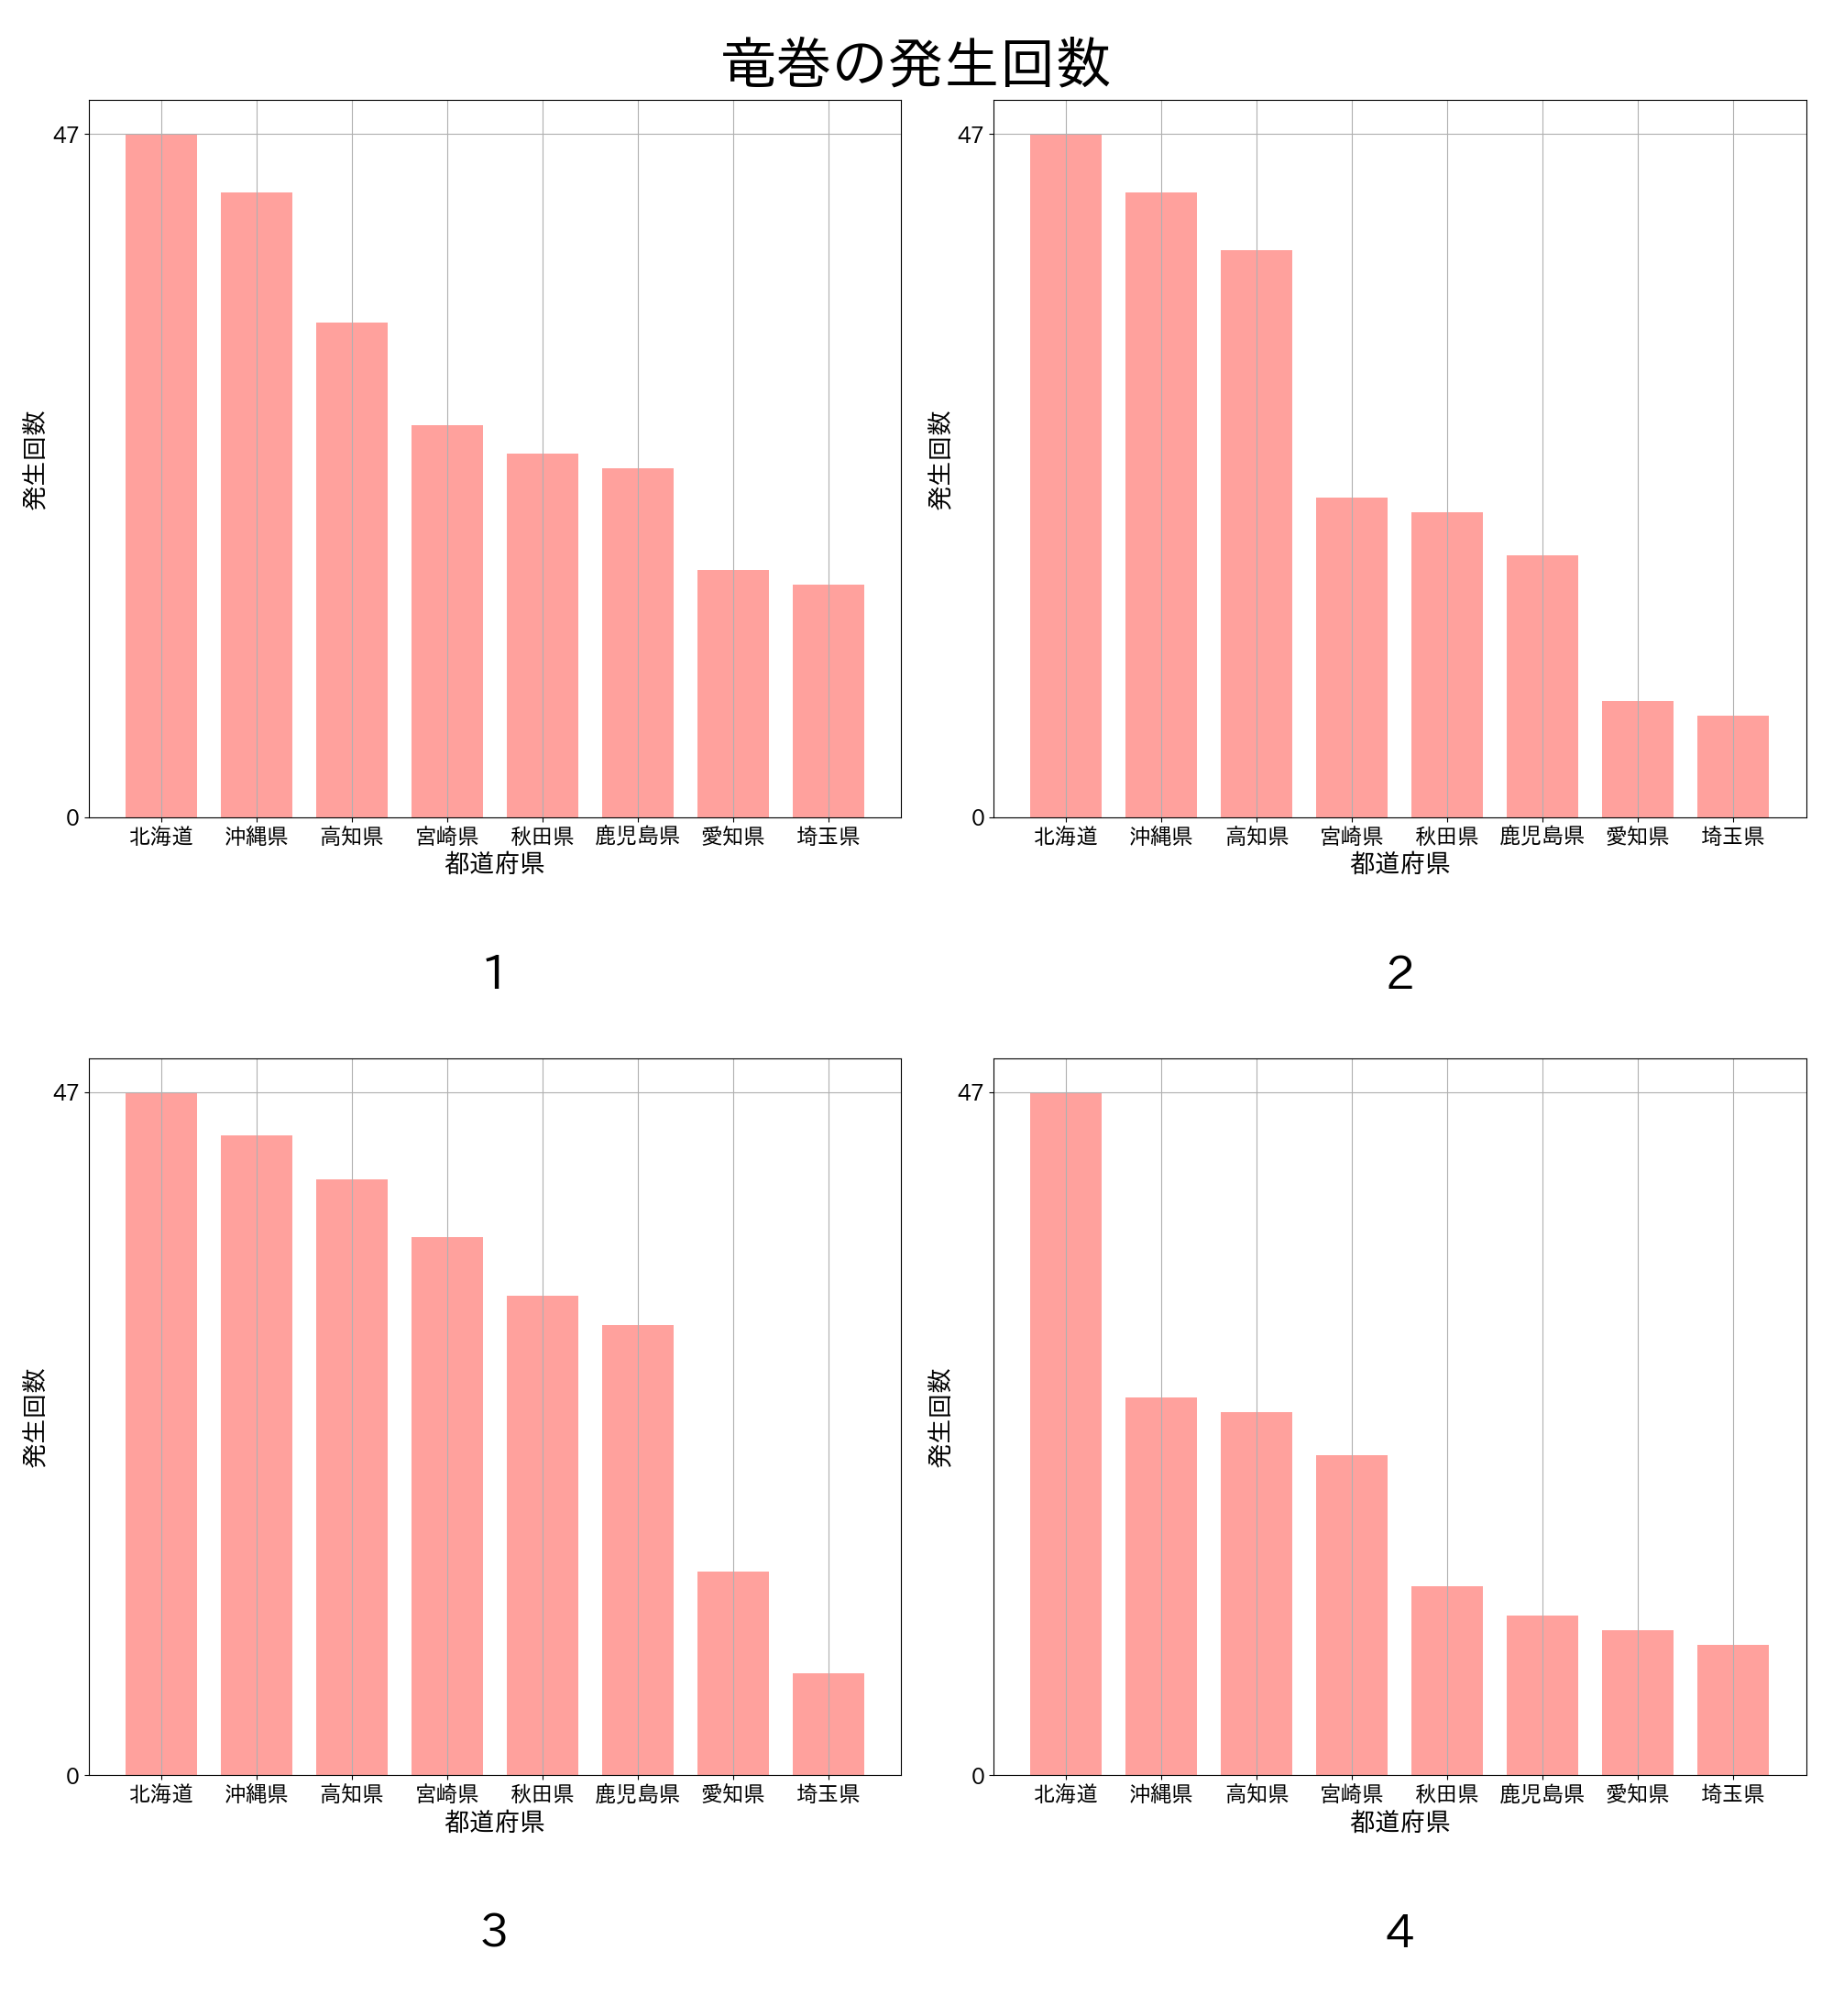 竜巻の発生回数
47
0
発生回数
北海道 沖縄県 高知県 宮崎県 秋田県 鹿児島県 愛知県 埼玉県
都道府県
1
47
0
発生回数
北海道 沖縄県 高知県 宮崎県 秋田県 鹿児島県 愛知県 埼玉県
都道府県
2
47
0
発生回数
北海道 沖縄県 高知県 宮崎県 秋田県 鹿児島県 愛知県 埼玉県
都道府県
3
47
0
発生回数
北海道 沖縄県 高知県 宮崎県 秋田県 鹿児島県 愛知県 埼玉県
都道府県
4